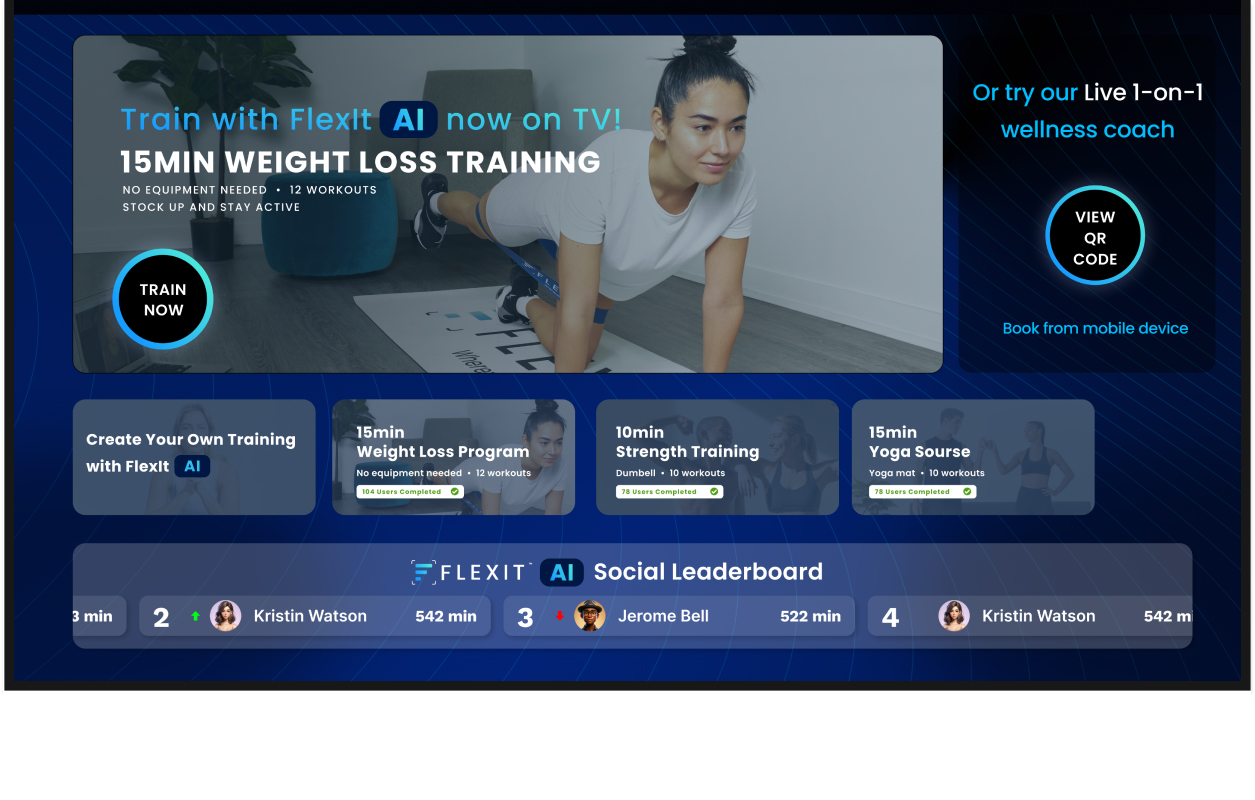 Train with FlexIt AI now on TV!
15MIN WEIGHT LOSS TRAINING
NO EQUIPMENT NEEDED • 12 WORKOUTS
STOCK UP AND STAY ACTIVE
TRAIN
NOW
Or try our Live 1-on-1
wellness coach
VIEW
QR
CODE
Book from mobile device
Create Your Own Training
with FlexIt AI
15min
Weight Loss Program
No equipment needed • 12 workouts
104 Users Completed
10min
Strength Training
Dumbell • 10 workouts
78 Users Completed
15min
Yoga Sourse
Yoga mat • 10 workouts
78 Users Completed
FLEXIT AI Social Leaderboard
3 min
2 Kristin Watson 542 min
3 Jerome Bell 522 min
4 Kristin Watson 542 m